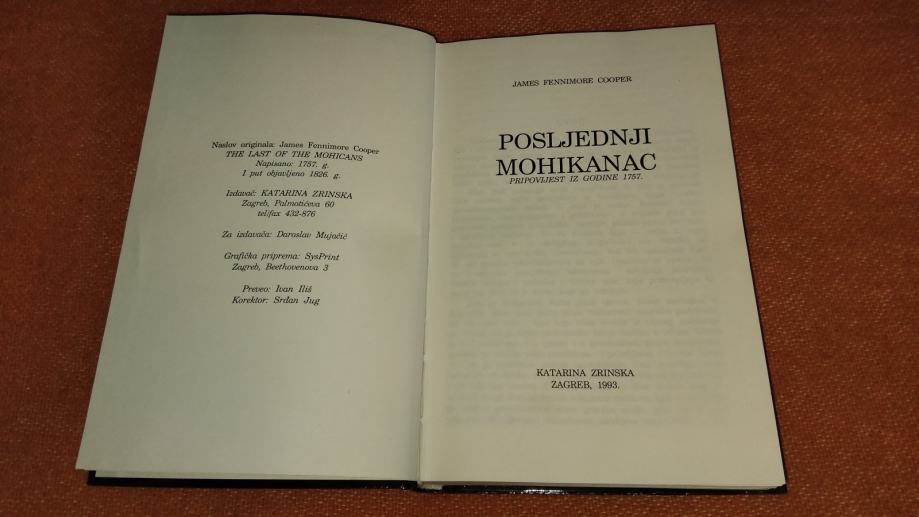 Naslov originala: James Fennimore Cooper
THE LAST OF THE MOHICANS
Napisano: 1757. g.
I put objavljeno 1826. g.
Izdavač: KATARINA ZRINSKA
Zagreb, Palmotićeva 60
tel/fax 432-876
Za izdavača: Daroslav Mujačić
Grafička priprema: SysPrint
Zagreb, Beethovenova 3
Preveo: Ivan Iliš
Korektor: Srđan Jug
JAMES FENNIMORE COOPER
POSLJEDNJI
MOHIKANAC
PRIPOVIJEST IZ GODINE 1757.
KATARINA ZRINSKA
ZAGREB, 1993.